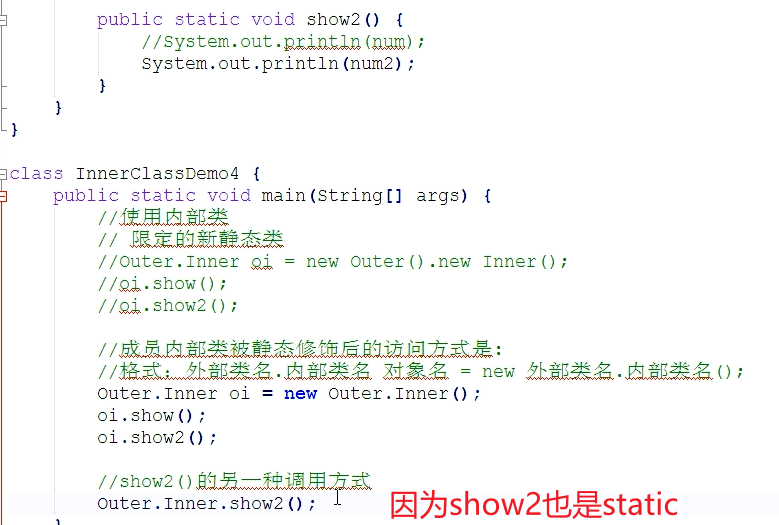 public static void show2() {
//System.out.println(num);
System.out.println(num2);
}
}
}
class InnerClassDemo4 {
public static void main(String[] args) {
//使用内部类
// 限定的新静态类
//Outer.Inner oi = new Outer().new Inner();
//oi.show();
//oi.show2();
//成员内部类被静态修饰后的访问方式是:
//格式：外部类名.内部类名 对象名 = new 外部类名.内部类名();
Outer.Inner oi = new Outer.Inner();
oi.show();
oi.show2();
//show2()的另一种调用方式
Outer.Inner.show2();
因为show2也是static
}